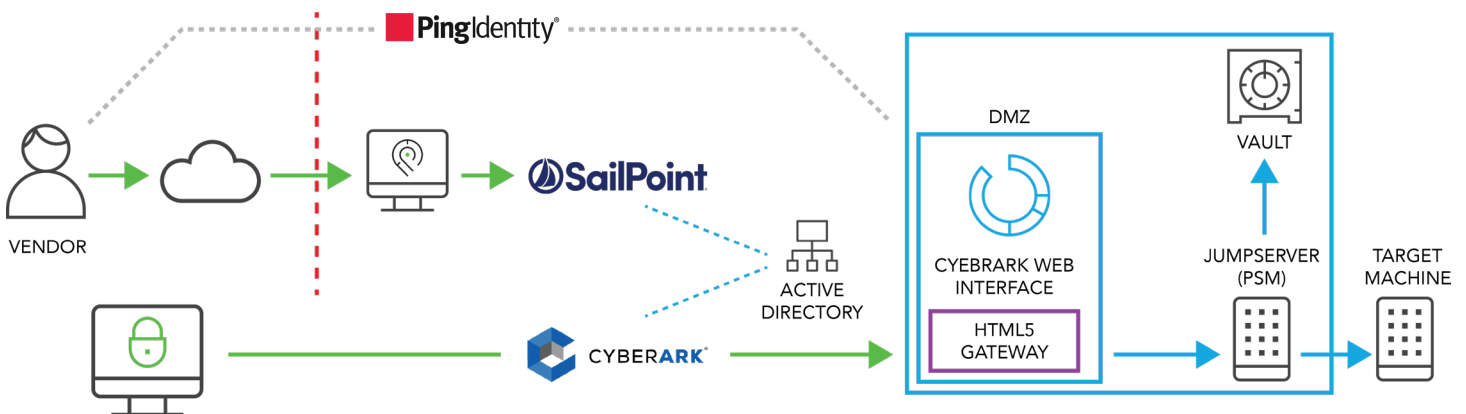 PingIdentity®
VENDOR
SailPoint
ACTIVE
DIRECTORY
CYBERARK®
DMZ
CYEBRARK WEB
INTERFACE
HTML5
GATEWAY
VAULT
JUMPSERVER
(PSM)
TARGET
MACHINE